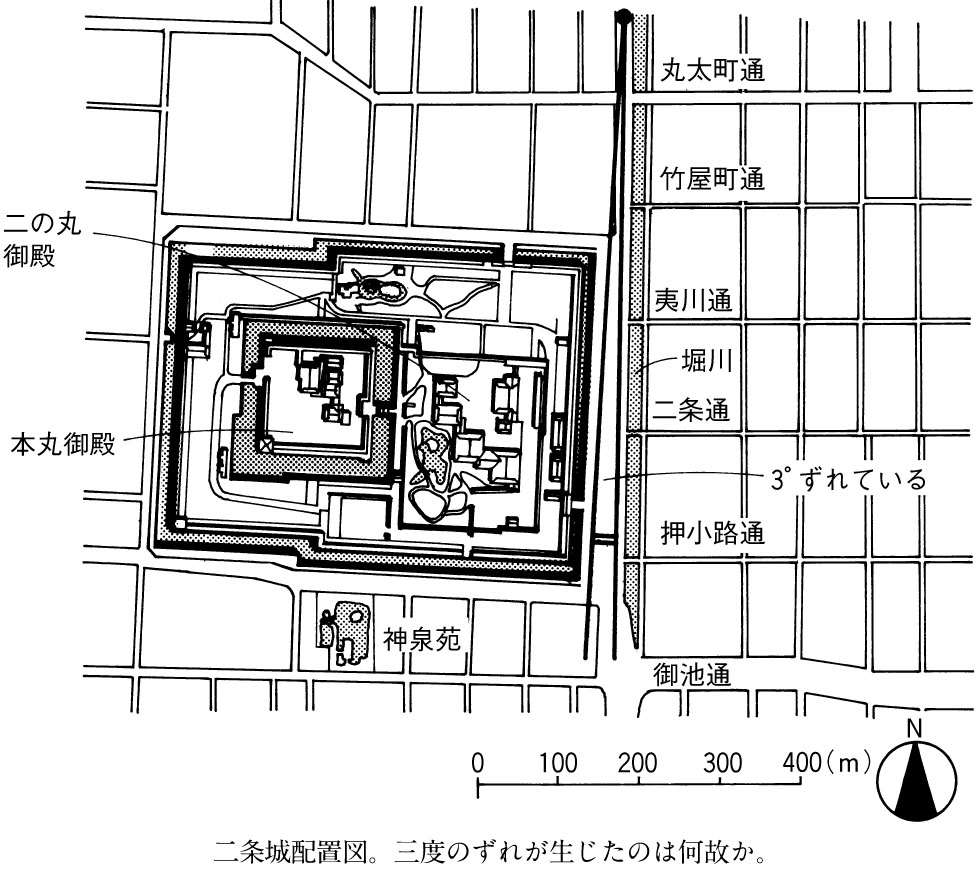 丸太町通
竹屋町通
二の丸
御殿
夷川通
堀川
二条通
本丸御殿
3°ずれている
押小路通
神泉苑
御池通
N
0 100 200 300 400(m)
二条城配置図。三度のずれが生じたのは何故か。